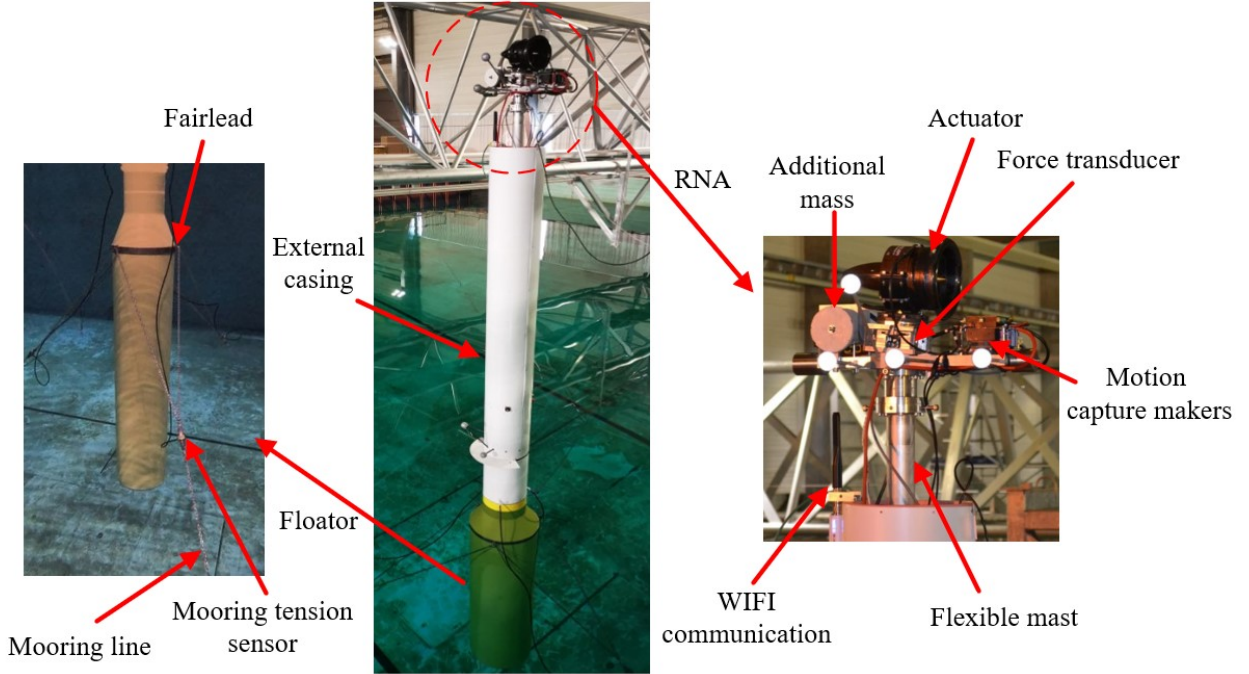 Fairlead
External
casing
Floator
Mooring tension
sensor
Mooring line
RNA
Actuator
Force transducer
Additional
mass
Motion
capture makers
WIFI
communication
Flexible mast